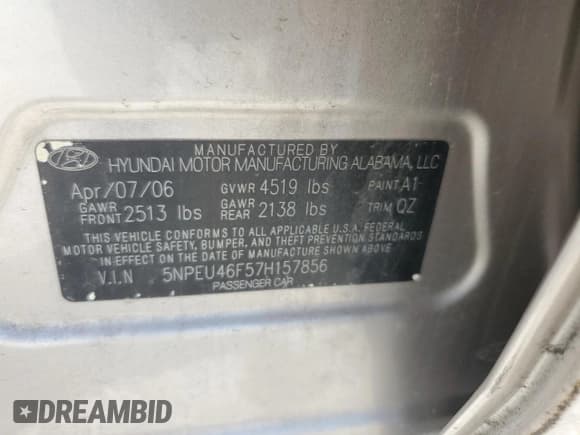 MANUFACTURED BY
HYUNDAI MOTOR MANUFACTURING ALABAMA, LLC
Apr/07/06 GVWR 4519 lbs PAINT A1
GAWR FRONT 2513 lbs GAWR REAR 2138 lbs TRIM QZ
THIS VEHICLE CONFORMS TO ALL APPLICABLE U.S.A. FEDERAL
MOTOR VEHICLE SAFETY, BUMPER, AND THEFT PREVENTION STANDARDS
IN EFFECT ON THE DATE OF MANUFACTURE SHOWN ABOVE
V.I.N 5NPEU46F57H157856
PASSENGER CAR
DREAMBID